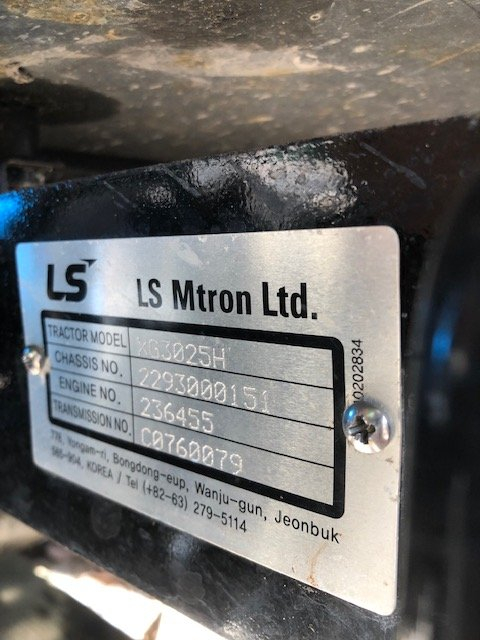 LS LS Mtron Ltd.
TRACTOR MODEL XG3025H
CHASSIS NO. 2293000151
ENGINE NO. 236455
TRANSMISSION NO. C0760079
778, Yongam-ri, Bongdong-eup, Wanju-gun, Jeonbuk
565-904, KOREA / Tel (+82-63) 279-5114
40202834